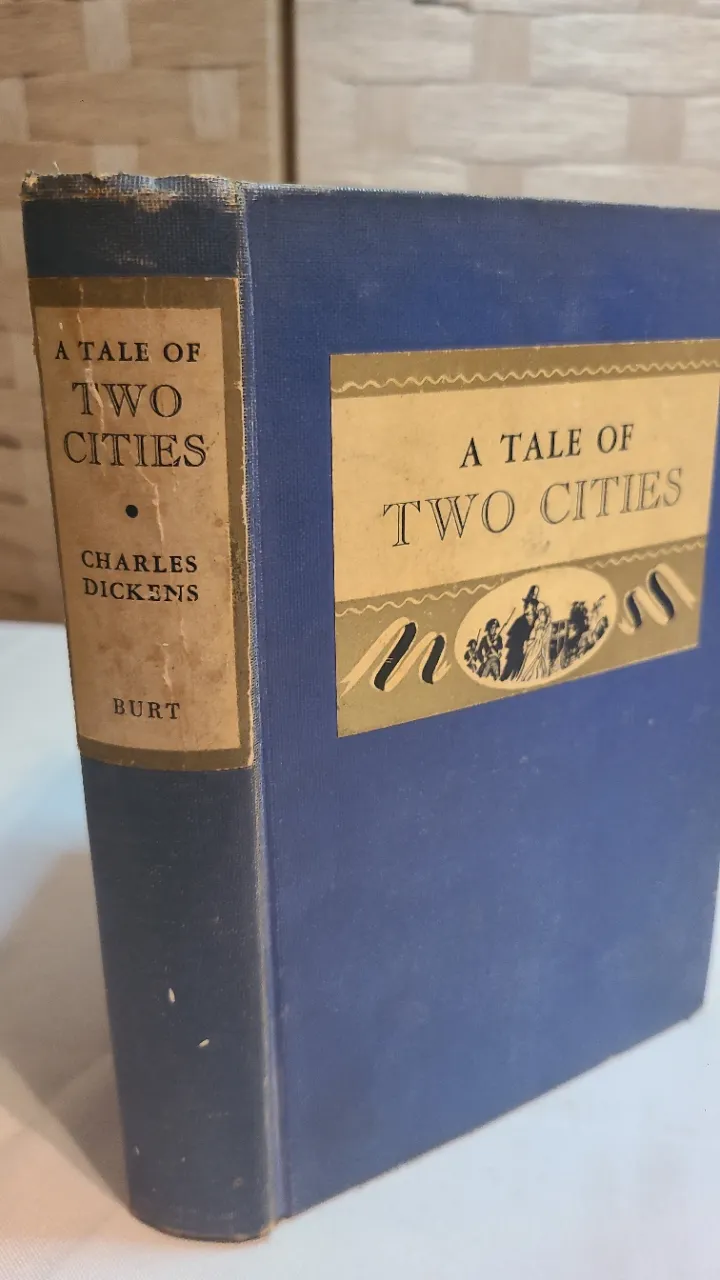 A TALE OF
TWO
CITIES
•
CHARLES
DICKENS
BURT
A TALE OF
TWO CITIES